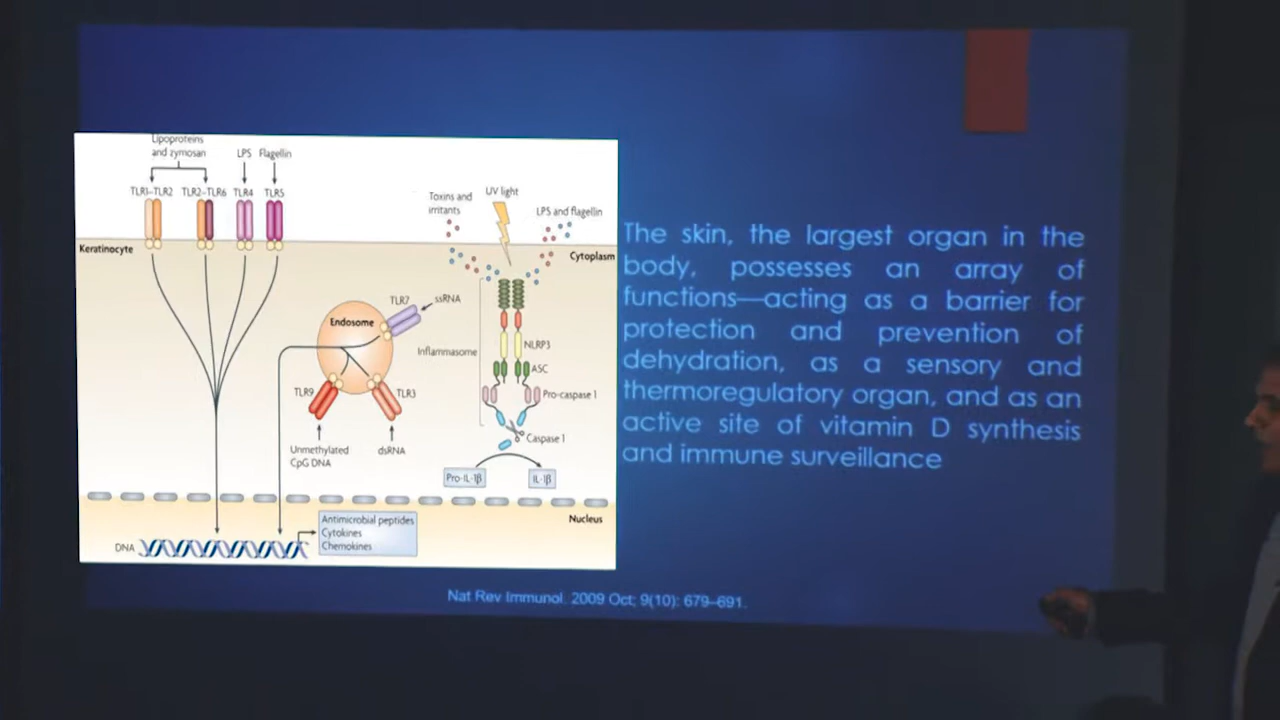 Lipoproteins
and zymosan
LPS
Flagellin
TLR1–TLR2
TLR2–TLR6
TLR4
TLR5
Keratinocyte
Toxins and
irritants
UV light
LPS and flagellin
Cytoplasm
TLR7
ssRNA
Endosome
Inflammasome
NLRP3
ASC
Pro-caspase 1
Caspase 1
TLR9
TLR3
Unmethylated
CpG DNA
dsRNA
Pro-IL-1β
IL-1β
Nucleus
DNA
Antimicrobial peptides
Cytokines
Chemokines
The skin, the largest organ in the
body, possesses an array of
functions—acting as a barrier for
protection and prevention of
dehydration, as a sensory and
thermoregulatory organ, and as an
active site of vitamin D synthesis
and immune surveillance
Nat Rev Immunol. 2009 Oct; 9(10): 679–691.